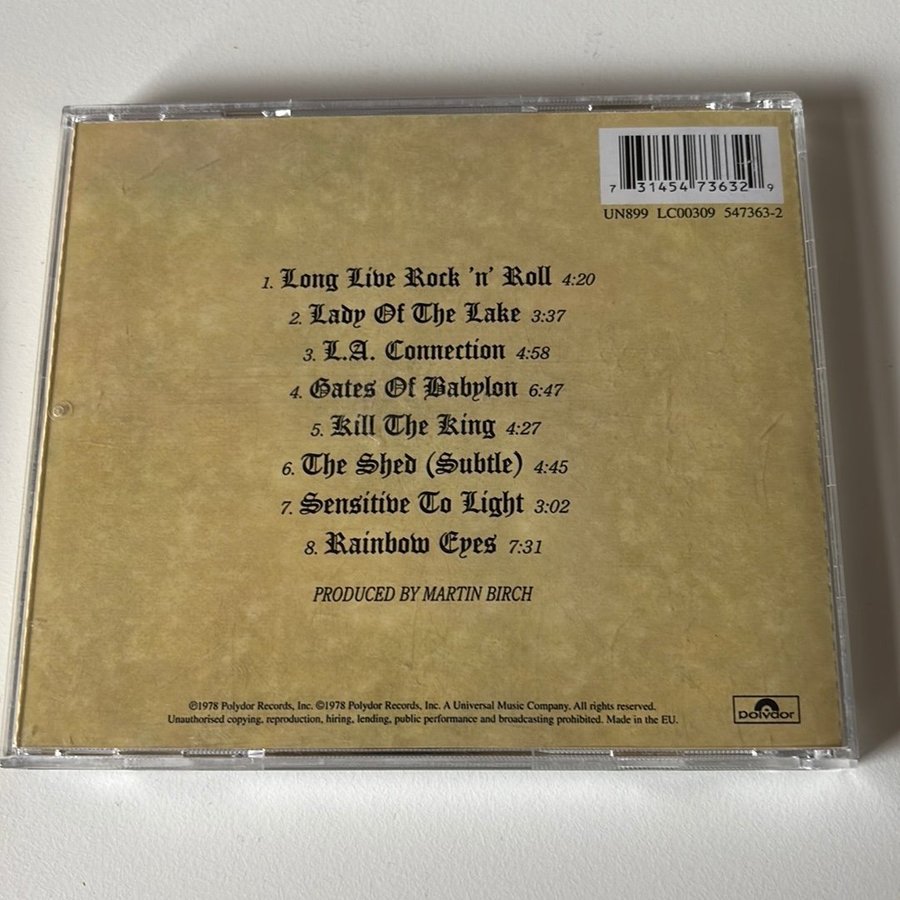 7 31454 73632 9
UN899 LC00309 547363-2
1. Long Live Rock 'n' Roll 4:20
2. Lady Of The Lake 3:37
3. L.A. Connection 4:58
4. Gates Of Babylon 6:47
5. Kill The King 4:27
6. The Shed (Subtle) 4:45
7. Sensitive To Light 3:02
8. Rainbow Eyes 7:31
PRODUCED BY MARTIN BIRCH
℗1978 Polydor Records, Inc. ©1978 Polydor Records, Inc. A Universal Music Company. All rights reserved.
Unauthorised copying, reproduction, hiring, lending, public performance and broadcasting prohibited. Made in the EU.
polydor